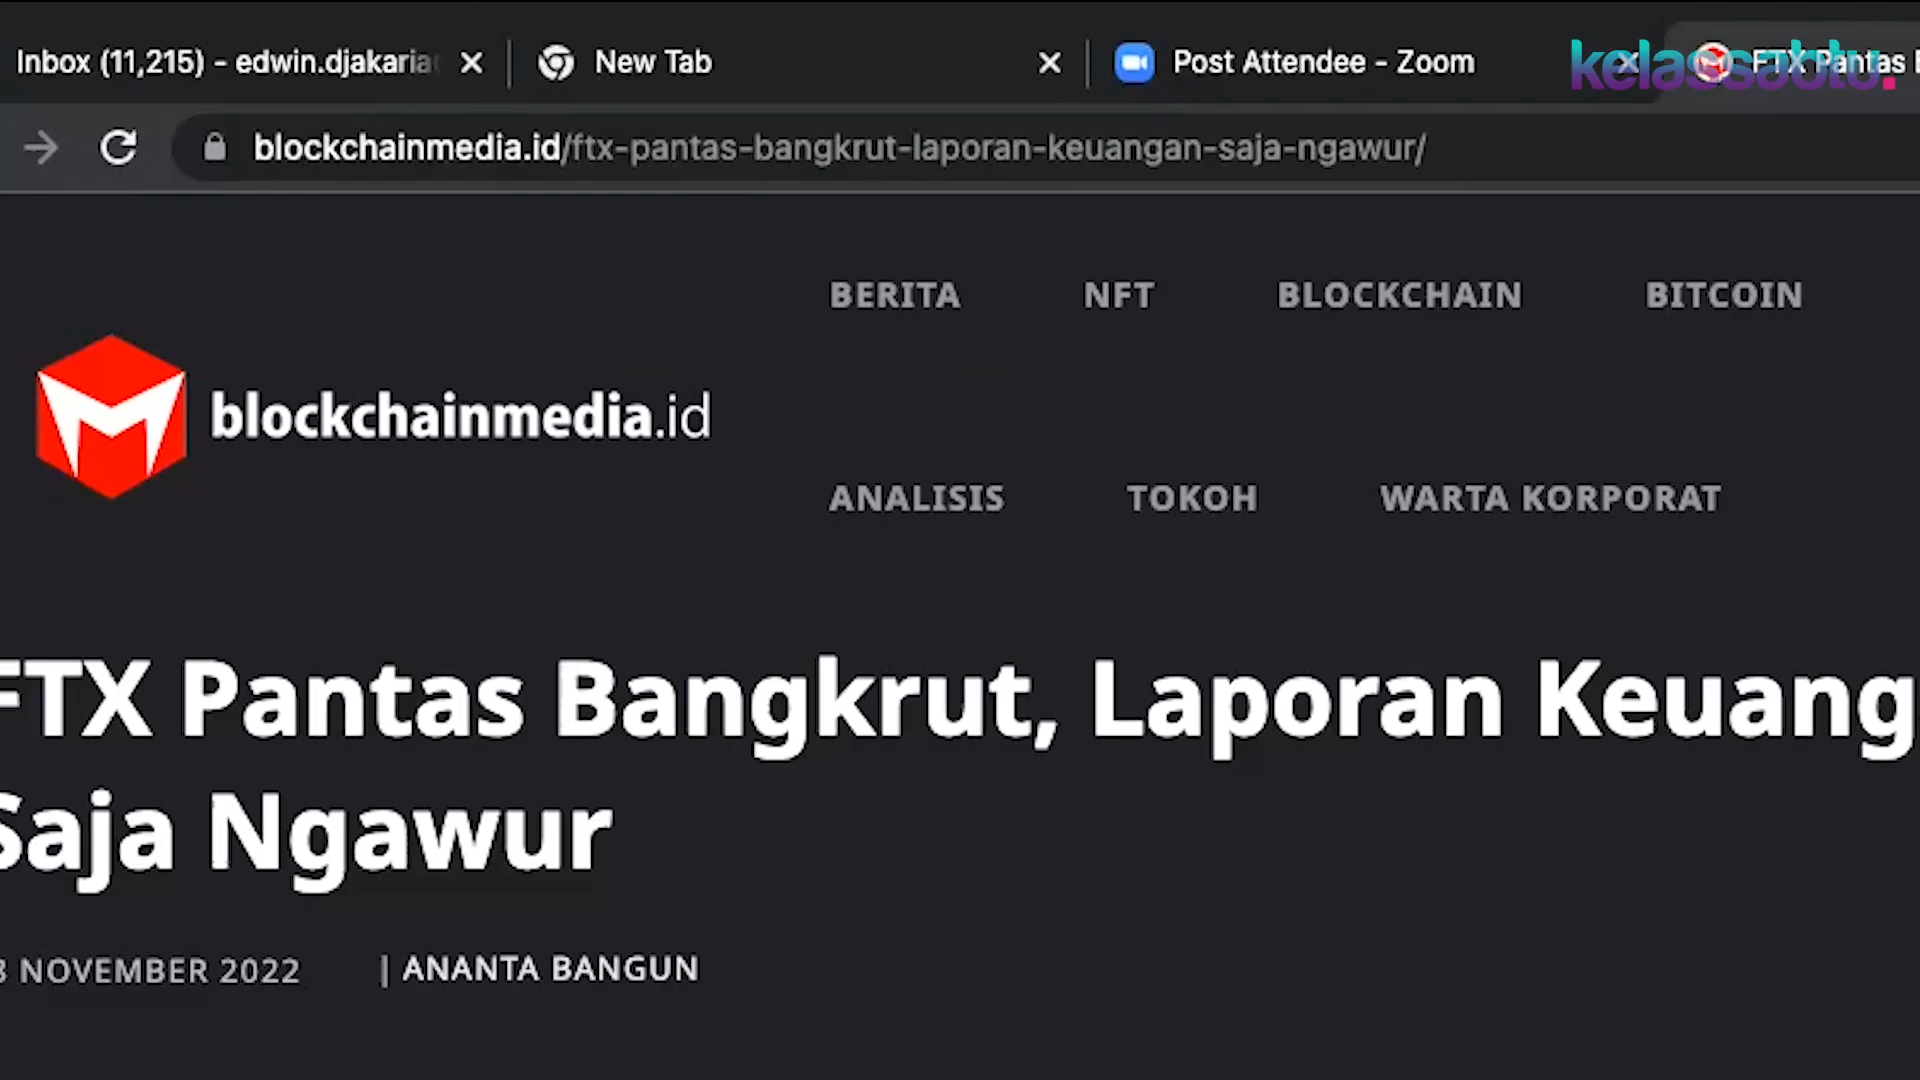 Inbox (11,215) - edwin.djakaria
New Tab
Post Attendee - Zoom
FTX Pantas
kelassabtu.
blockchainmedia.id/ftx-pantas-bangkrut-laporan-keuangan-saja-ngawur/
BERITA NFT BLOCKCHAIN BITCOIN
blockchainmedia.id
ANALISIS TOKOH WARTA KORPORAT
FTX Pantas Bangkrut, Laporan Keuang
Saja Ngawur
NOVEMBER 2022 | ANANTA BANGUN